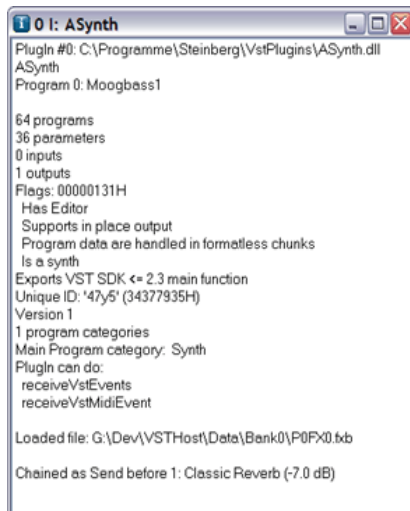 0 I: ASynth
PlugIn #0: C:\Programme\Steinberg\VstPlugins\ASynth.dll
ASynth
Program 0: Moogbass1
64 programs
36 parameters
0 inputs
1 outputs
Flags: 00000131H
Has Editor
Supports in place output
Program data are handled in formatless chunks
Is a synth
Exports VST SDK <= 2.3 main function
Unique ID: '47y5' (34377935H)
Version 1
1 program categories
Main Program category: Synth
PlugIn can do:
receiveVstEvents
receiveVstMidiEvent
Loaded file: G:\Dev\VSTHost\Data\Bank0\P0FX0.fxb
Chained as Send before 1: Classic Reverb (-7.0 dB)